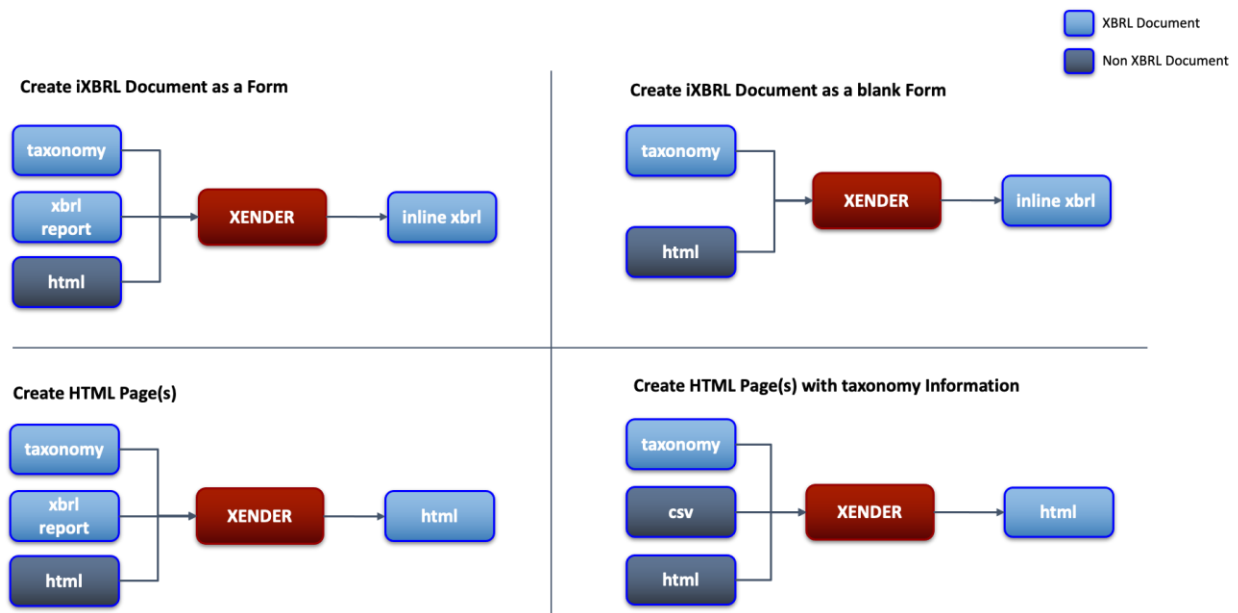 XBRL Document
Non XBRL Document
Create iXBRL Document as a Form
taxonomy
xbrl
report
html
XENDER
inline xbrl
Create iXBRL Document as a blank Form
taxonomy
html
XENDER
inline xbrl
Create HTML Page(s)
taxonomy
xbrl
report
html
XENDER
html
Create HTML Page(s) with taxonomy Information
taxonomy
csv
html
XENDER
html